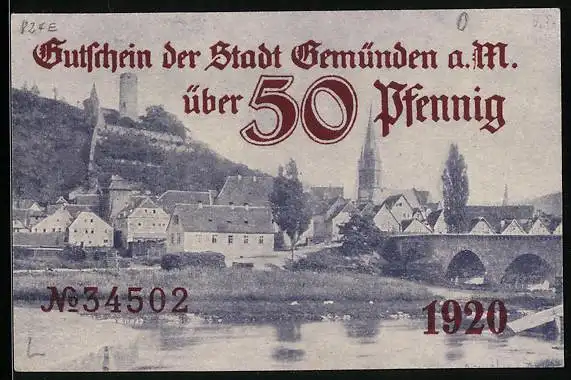 Gutschein der Stadt Gemünden a. M.
über 50 Pfennig
№ 34502
1920